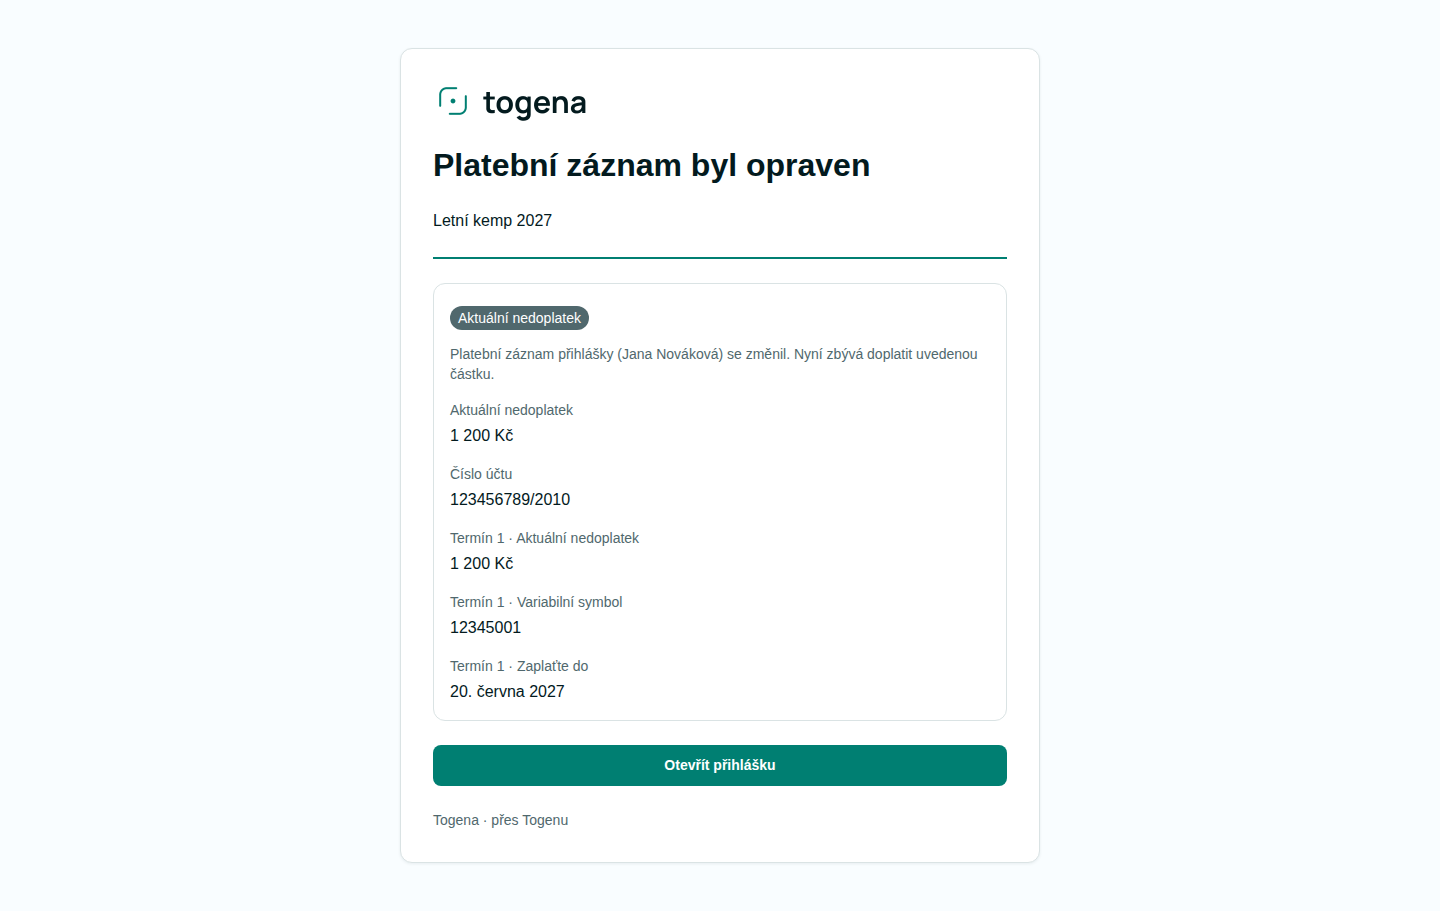 togena
Platební záznam byl opraven
Letní kemp 2027
Aktuální nedoplatek
Platební záznam přihlášky (Jana Nováková) se změnil. Nyní zbývá doplatit uvedenou
částku.
Aktuální nedoplatek
1 200 Kč
Číslo účtu
123456789/2010
Termín 1 · Aktuální nedoplatek
1 200 Kč
Termín 1 · Variabilní symbol
12345001
Termín 1 · Zaplaťte do
20. června 2027
Otevřít přihlášku
Togena · přes Togenu